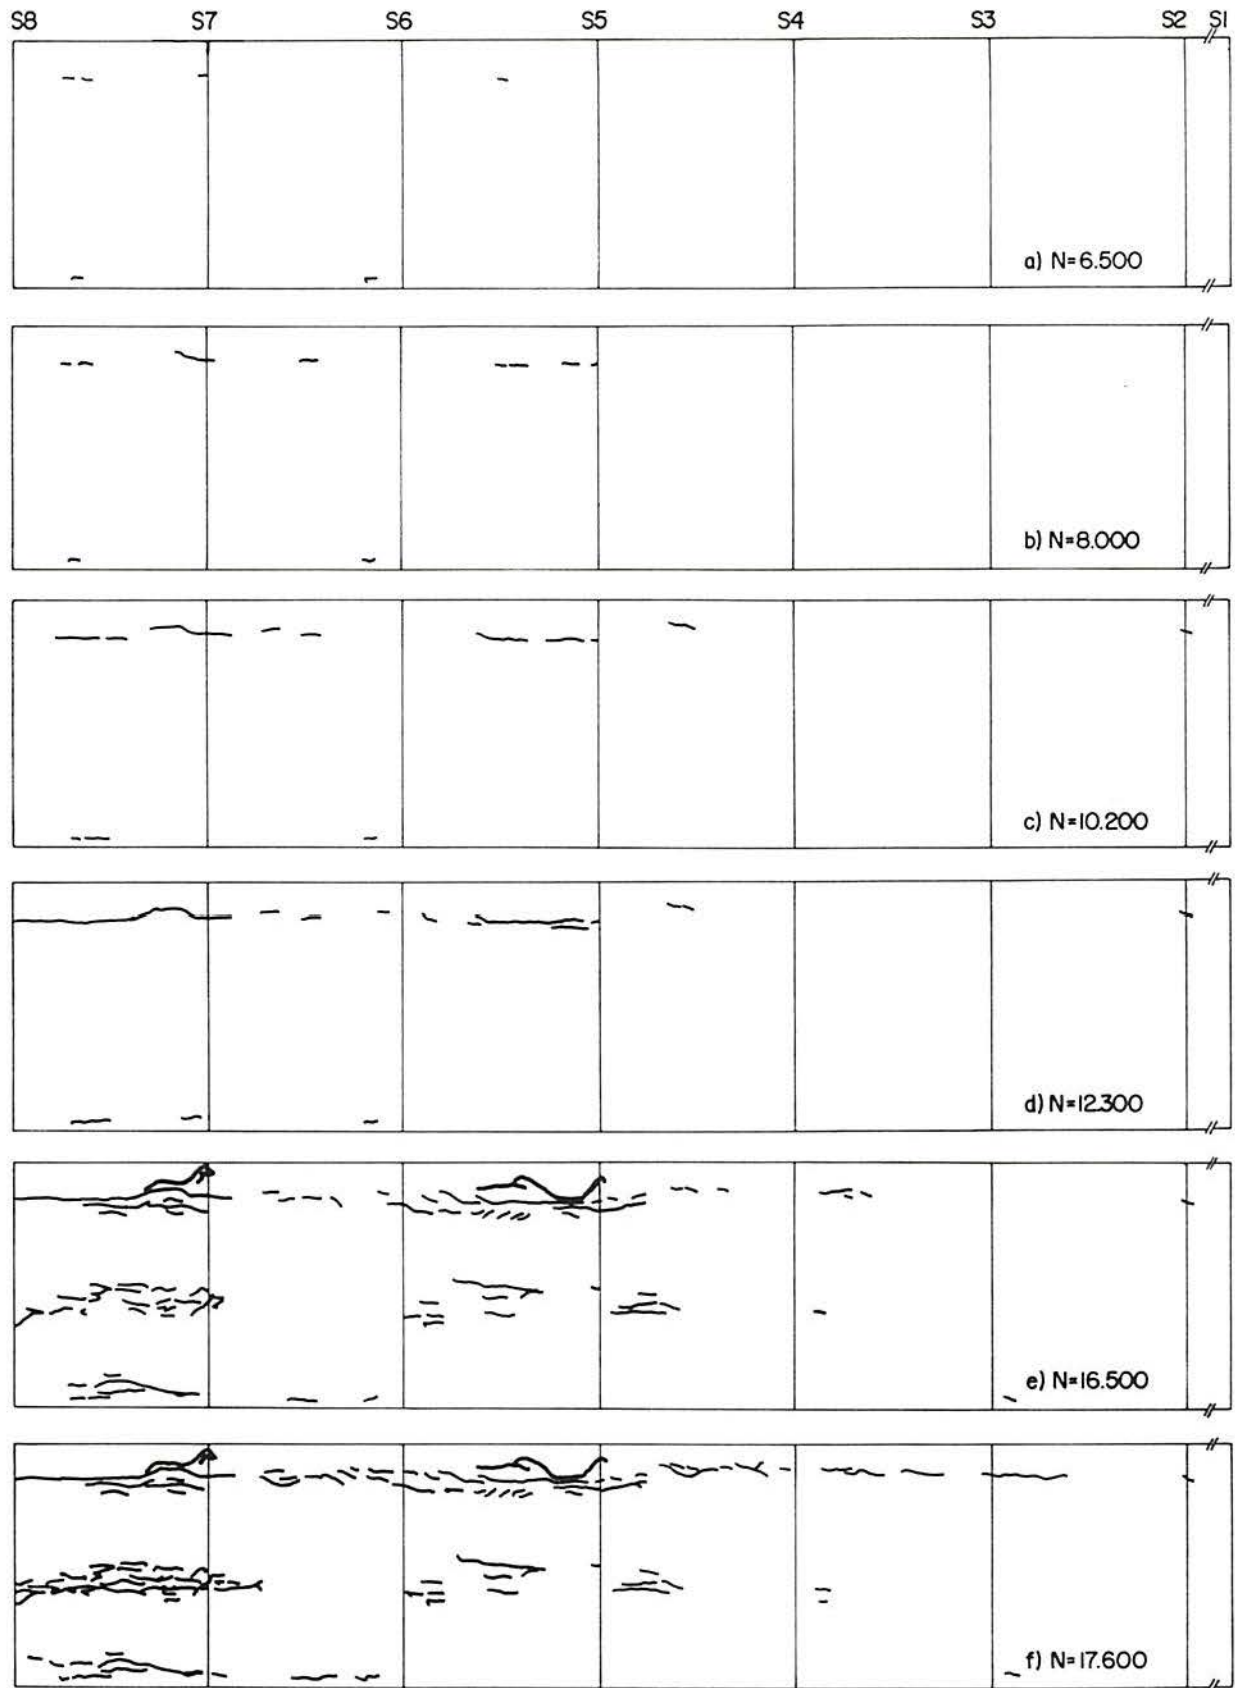 S8 S7 S6 S5 S4 S3 S2 S1
a) N=6.500
b) N=8.000
c) N=10.200
d) N=12.300
e) N=16.500
f) N=17.600